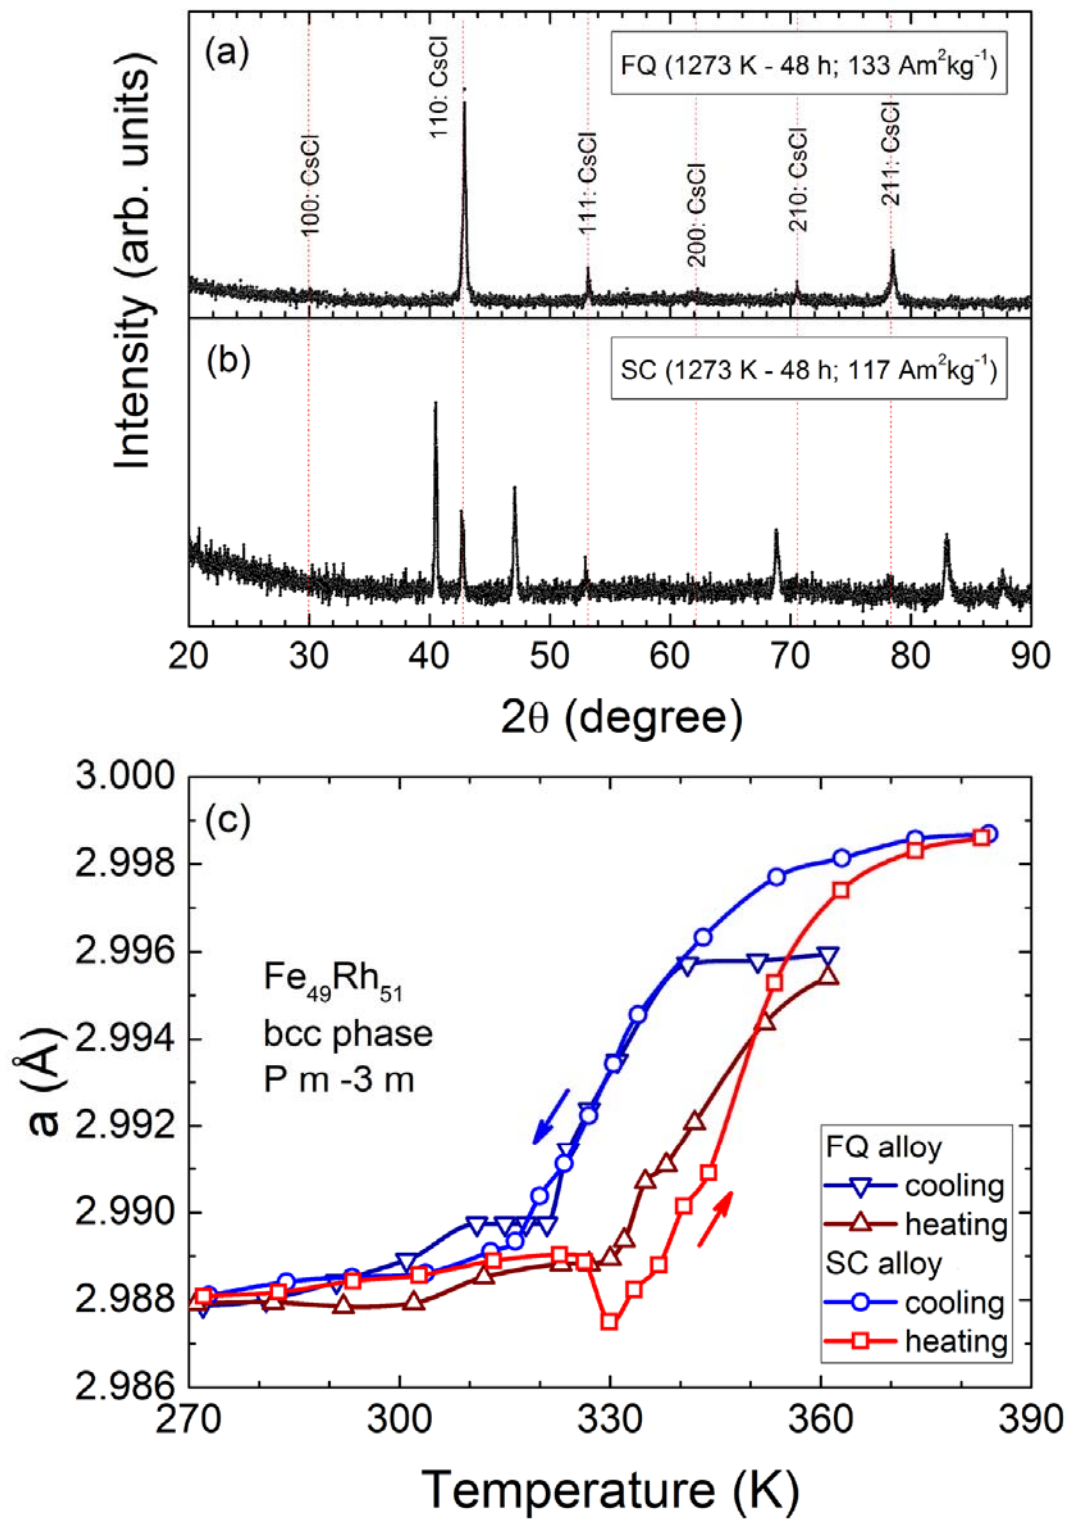 (a)
FQ (1273 K - 48 h; 133 Am²kg⁻¹)
100: CsCl
110: CsCl
111: CsCl
200: CsCl
210: CsCl
211: CsCl
Intensity (arb. units)
(b)
SC (1273 K - 48 h; 117 Am²kg⁻¹)
20 30 40 50 60 70 80 90
2θ (degree)
(c)
3.000
2.998
2.996
2.994
2.992
2.990
2.988
2.986
a (Å)
Fe₄₉Rh₅₁
bcc phase
P m -3 m
FQ alloy
cooling
heating
SC alloy
cooling
heating
270 300 330 360 390
Temperature (K)